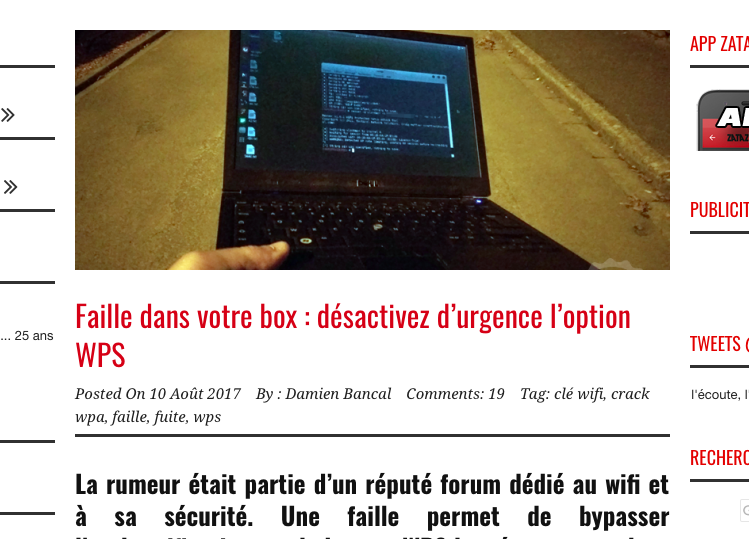 APP ZATA
»
»
... 25 ans
PUBLICIT
Faille dans votre box : désactivez d’urgence l’option
WPS
Posted On 10 Août 2017 By : Damien Bancal Comments: 19 Tag: clé wifi, crack
wpa, faille, fuite, wps
TWEETS
l'écoute, l
La rumeur était partie d’un réputé forum dédié au wifi et
à sa sécurité. Une faille permet de bypasser
RECHERC